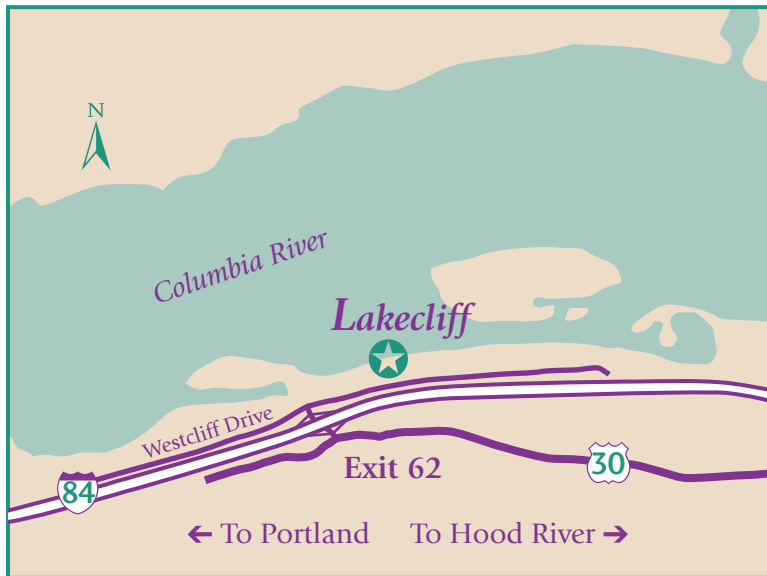 N
Columbia River
Lakecliff
Westcliff Drive
Exit 62
30
84
← To Portland
To Hood River →